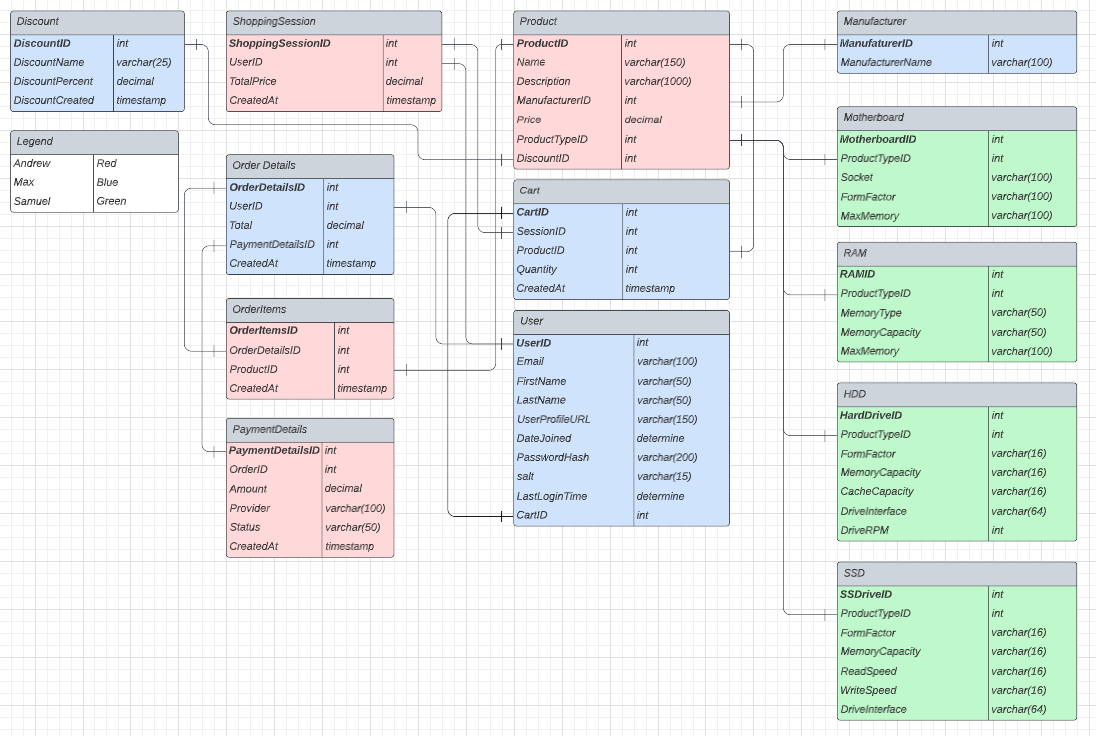 Discount
DiscountID int
DiscountName varchar(25)
DiscountPercent decimal
DiscountCreated timestamp
Legend
Andrew Red
Max Blue
Samuel Green
ShoppingSession
ShoppingSessionID int
UserID int
TotalPrice decimal
CreatedAt timestamp
Order Details
OrderDetailsID int
UserID int
Total decimal
PaymentDetailsID int
CreatedAt timestamp
OrderItems
OrderItemsID int
OrderDetailsID int
ProductID int
CreatedAt timestamp
PaymentDetails
PaymentDetailsID int
OrderID int
Amount decimal
Provider varchar(100)
Status varchar(50)
CreatedAt timestamp
Product
ProductID int
Name varchar(150)
Description varchar(1000)
ManufacturerID int
Price decimal
ProductTypeID int
DiscountID int
Cart
CartID int
SessionID int
ProductID int
Quantity int
CreatedAt timestamp
User
UserID int
Email varchar(100)
FirstName varchar(50)
LastName varchar(50)
UserProfileURL varchar(150)
DateJoined determine
PasswordHash varchar(200)
salt varchar(15)
LastLoginTime determine
CartID int
Manufacturer
ManufaturerID int
ManufacturerName varchar(100)
Motherboard
MotherboardID int
ProductTypeID int
Socket varchar(100)
FormFactor varchar(100)
MaxMemory varchar(100)
RAM
RAMID int
ProductTypeID int
MemoryType varchar(50)
MemoryCapacity varchar(50)
MaxMemory varchar(100)
HDD
HardDriveID int
ProductTypeID int
FormFactor varchar(16)
MemoryCapacity varchar(16)
CacheCapacity varchar(16)
DriveInterface varchar(64)
DriveRPM int
SSD
SSDriveID int
ProductTypeID int
FormFactor varchar(16)
MemoryCapacity varchar(16)
ReadSpeed varchar(16)
WriteSpeed varchar(16)
DriveInterface varchar(64)